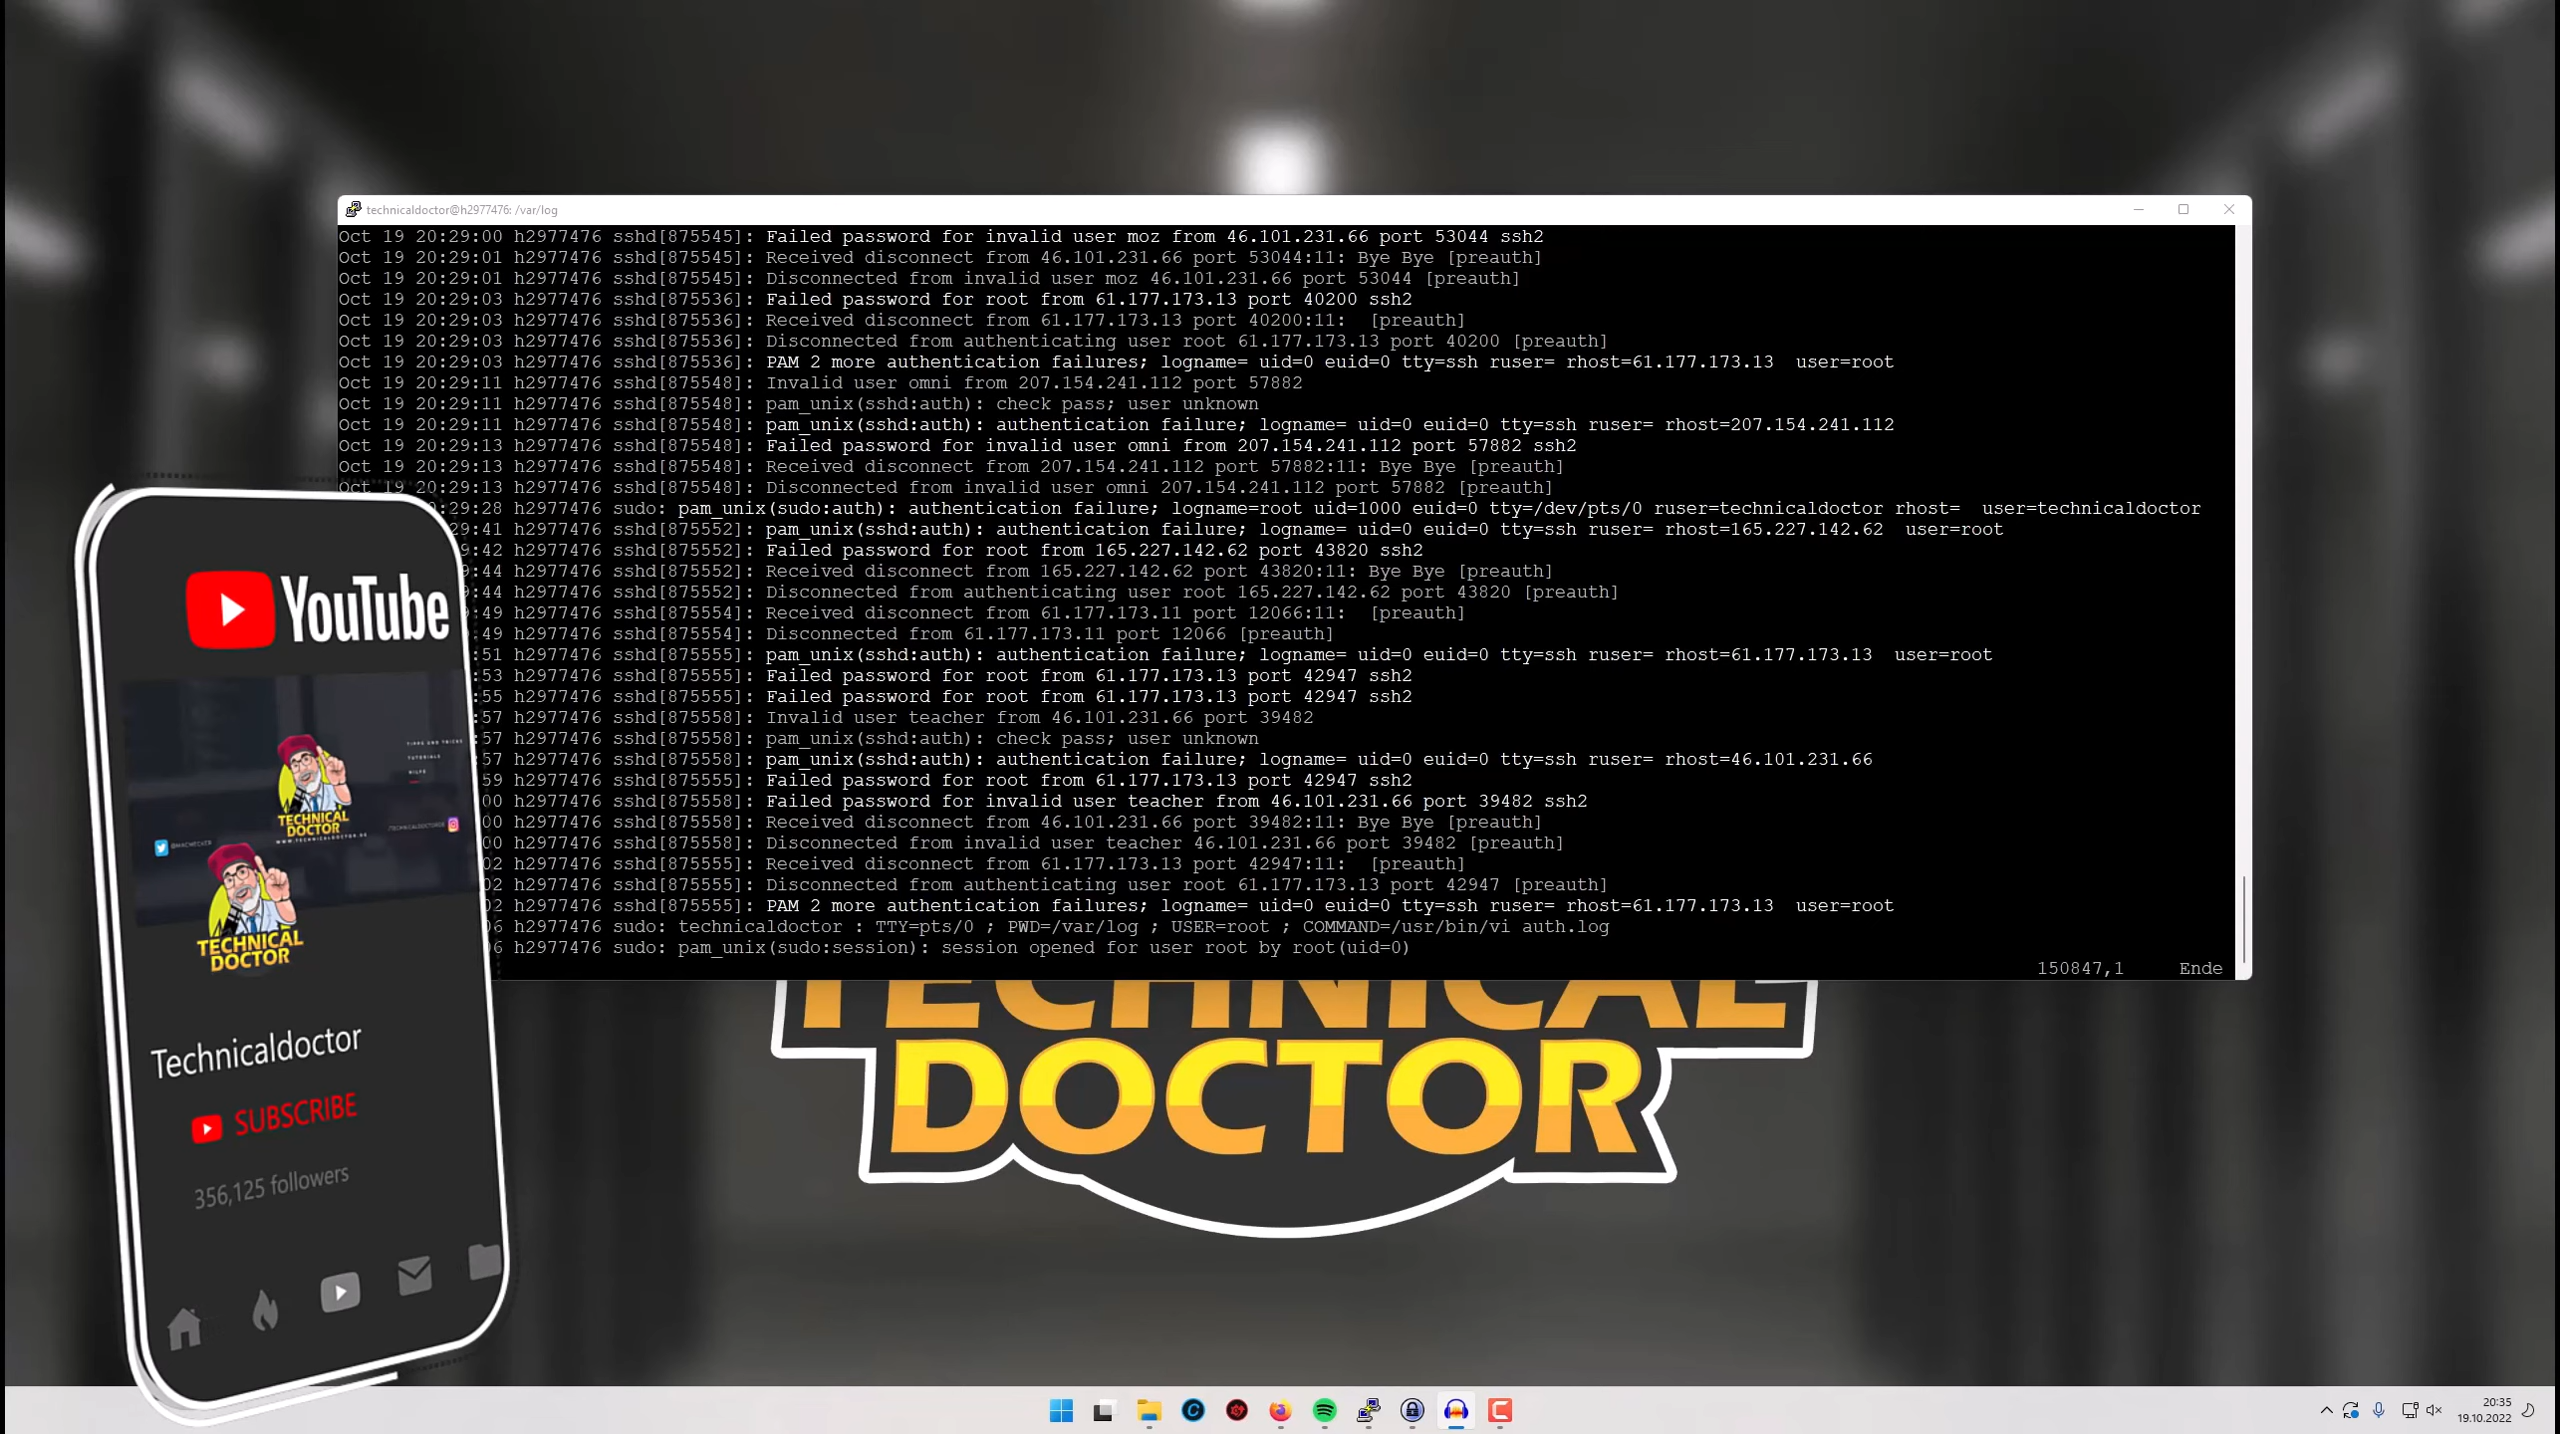 technicaldoctor@h2977476: /var/log
Oct 19 20:29:00 h2977476 sshd[875545]: Failed password for invalid user moz from 46.101.231.66 port 53044 ssh2
Oct 19 20:29:01 h2977476 sshd[875545]: Received disconnect from 46.101.231.66 port 53044:11: Bye Bye [preauth]
Oct 19 20:29:01 h2977476 sshd[875545]: Disconnected from invalid user moz 46.101.231.66 port 53044 [preauth]
Oct 19 20:29:03 h2977476 sshd[875536]: Failed password for root from 61.177.173.13 port 40200 ssh2
Oct 19 20:29:03 h2977476 sshd[875536]: Received disconnect from 61.177.173.13 port 40200:11:  [preauth]
Oct 19 20:29:03 h2977476 sshd[875536]: Disconnected from authenticating user root 61.177.173.13 port 40200 [preauth]
Oct 19 20:29:03 h2977476 sshd[875536]: PAM 2 more authentication failures; logname= uid=0 euid=0 tty=ssh ruser= rhost=61.177.173.13  user=root
Oct 19 20:29:11 h2977476 sshd[875548]: Invalid user omni from 207.154.241.112 port 57882
Oct 19 20:29:11 h2977476 sshd[875548]: pam_unix(sshd:auth): check pass; user unknown
Oct 19 20:29:11 h2977476 sshd[875548]: pam_unix(sshd:auth): authentication failure; logname= uid=0 euid=0 tty=ssh ruser= rhost=207.154.241.112
Oct 19 20:29:13 h2977476 sshd[875548]: Failed password for invalid user omni from 207.154.241.112 port 57882 ssh2
Oct 19 20:29:13 h2977476 sshd[875548]: Received disconnect from 207.154.241.112 port 57882:11: Bye Bye [preauth]
Oct 19 20:29:13 h2977476 sshd[875548]: Disconnected from invalid user omni 207.154.241.112 port 57882 [preauth]
:29:28 h2977476 sudo: pam_unix(sudo:auth): authentication failure; logname=root uid=1000 euid=0 tty=/dev/pts/0 ruser=technicaldoctor rhost=  user=technicaldoctor
29:41 h2977476 sshd[875552]: pam_unix(sshd:auth): authentication failure; logname= uid=0 euid=0 tty=ssh ruser= rhost=165.227.142.62  user=root
9:42 h2977476 sshd[875552]: Failed password for root from 165.227.142.62 port 43820 ssh2
9:44 h2977476 sshd[875552]: Received disconnect from 165.227.142.62 port 43820:11: Bye Bye [preauth]
9:44 h2977476 sshd[875552]: Disconnected from authenticating user root 165.227.142.62 port 43820 [preauth]
:49 h2977476 sshd[875554]: Received disconnect from 61.177.173.11 port 12066:11:  [preauth]
:49 h2977476 sshd[875554]: Disconnected from 61.177.173.11 port 12066 [preauth]
:51 h2977476 sshd[875555]: pam_unix(sshd:auth): authentication failure; logname= uid=0 euid=0 tty=ssh ruser= rhost=61.177.173.13  user=root
:53 h2977476 sshd[875555]: Failed password for root from 61.177.173.13 port 42947 ssh2
:55 h2977476 sshd[875555]: Failed password for root from 61.177.173.13 port 42947 ssh2
:57 h2977476 sshd[875558]: Invalid user teacher from 46.101.231.66 port 39482
:57 h2977476 sshd[875558]: pam_unix(sshd:auth): check pass; user unknown
:57 h2977476 sshd[875558]: pam_unix(sshd:auth): authentication failure; logname= uid=0 euid=0 tty=ssh ruser= rhost=46.101.231.66
59 h2977476 sshd[875555]: Failed password for root from 61.177.173.13 port 42947 ssh2
00 h2977476 sshd[875558]: Failed password for invalid user teacher from 46.101.231.66 port 39482 ssh2
00 h2977476 sshd[875558]: Received disconnect from 46.101.231.66 port 39482:11: Bye Bye [preauth]
00 h2977476 sshd[875558]: Disconnected from invalid user teacher 46.101.231.66 port 39482 [preauth]
02 h2977476 sshd[875555]: Received disconnect from 61.177.173.13 port 42947:11:  [preauth]
02 h2977476 sshd[875555]: Disconnected from authenticating user root 61.177.173.13 port 42947 [preauth]
02 h2977476 sshd[875555]: PAM 2 more authentication failures; logname= uid=0 euid=0 tty=ssh ruser= rhost=61.177.173.13  user=root
06 h2977476 sudo: technicaldoctor : TTY=pts/0 ; PWD=/var/log ; USER=root ; COMMAND=/usr/bin/vi auth.log
06 h2977476 sudo: pam_unix(sudo:session): session opened for user root by root(uid=0)
150847,1 Ende
YouTube
TIPPS UND TRICKS
TUTORIALS
HILFE
TECHNICAL
DOCTOR
WWW.TECHNICALDOCTOR.DE
@MACHECKER
TECHNICAL
DOCTOR
Technicaldoctor
SUBSCRIBE
356,125 followers
TECHNICAL
DOCTOR
20:35
19.10.2022